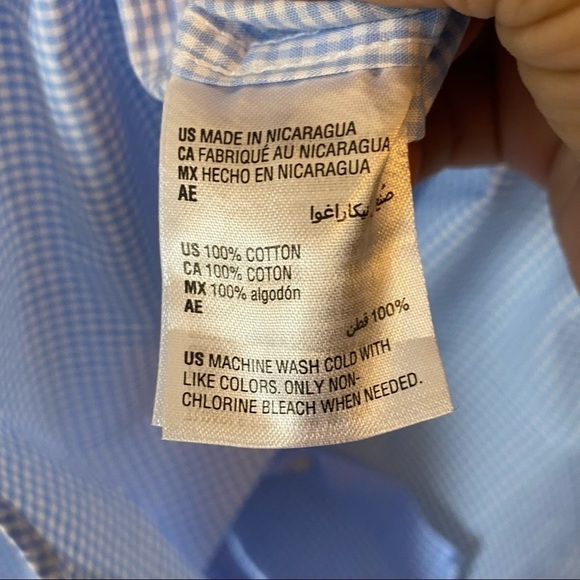 US MADE IN NICARAGUA
CA FABRIQUÉ AU NICARAGUA
MX HECHO EN NICARAGUA
AE
صنع نيكاراغوا
US 100% COTTON
CA 100% COTON
MX 100% algodón
AE
100% قطن
US MACHINE WASH COLD WITH
LIKE COLORS. ONLY NON-
CHLORINE BLEACH WHEN NEEDED.